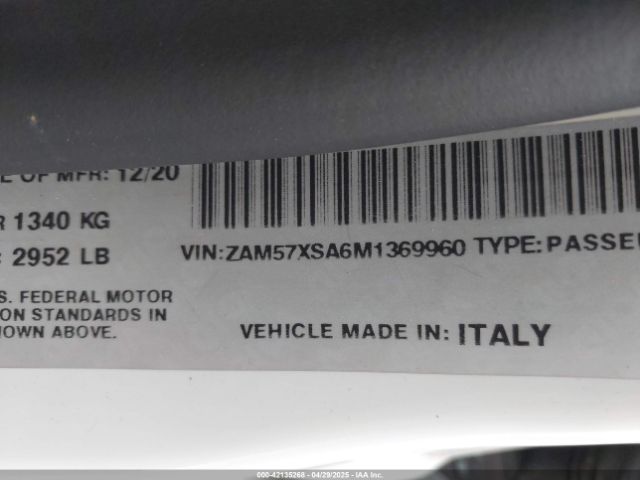 OF MFR: 12/20
1340 KG
2952 LB
VIN:ZAM57XSA6M1369960 TYPE:PASSE
S. FEDERAL MOTOR
ON STANDARDS IN
OWN ABOVE.
VEHICLE MADE IN: ITALY
000-42135268 - 04/29/2025 - IAA Inc.